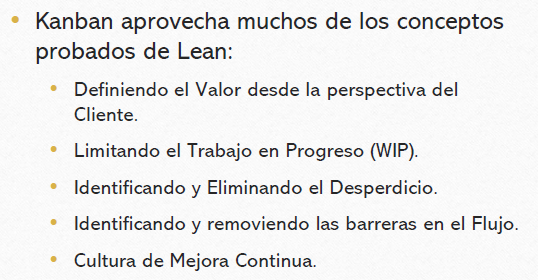 • Kanban aprovecha muchos de los conceptos
probados de Lean:
• Definiendo el Valor desde la perspectiva del
Cliente.
• Limitando el Trabajo en Progreso (WIP).
• Identificando y Eliminando el Desperdicio.
• Identificando y removiendo las barreras en el Flujo.
• Cultura de Mejora Continua.